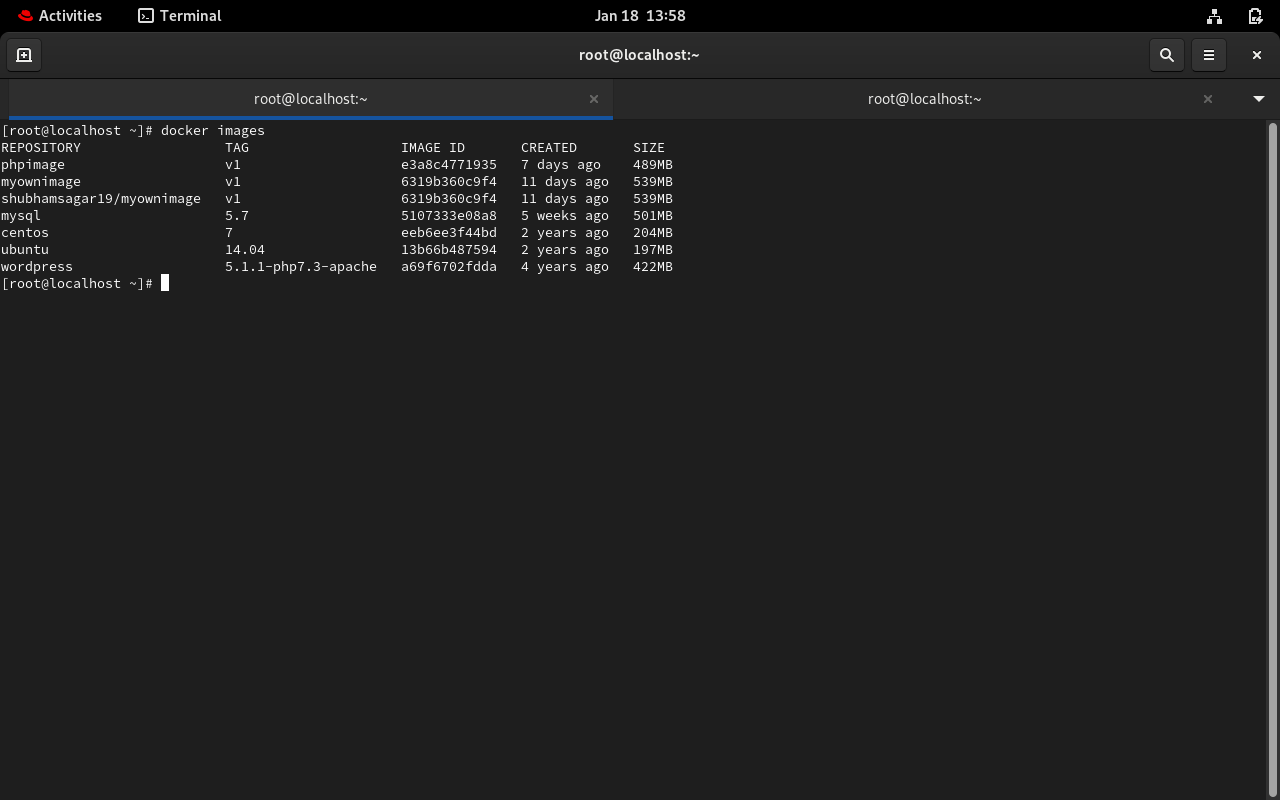 Activities Terminal Jan 18 13:58
root@localhost:~
root@localhost:~ root@localhost:~
[root@localhost ~]# docker images
REPOSITORY TAG IMAGE ID CREATED SIZE
phpimage v1 e3a8c4771935 7 days ago 489MB
myownimage v1 6319b360c9f4 11 days ago 539MB
shubhamsagar19/myownimage v1 6319b360c9f4 11 days ago 539MB
mysql 5.7 5107333e08a8 5 weeks ago 501MB
centos 7 eeb6ee3f44bd 2 years ago 204MB
ubuntu 14.04 13b66b487594 2 years ago 197MB
wordpress 5.1.1-php7.3-apache a69f6702fdda 4 years ago 422MB
[root@localhost ~]#